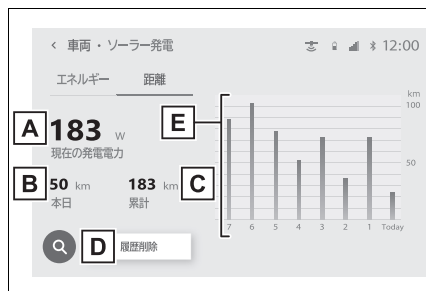 車両・ソーラー発電
12:00
エネルギー 距離
A 183 W
現在の発電電力
B 50 km 183 km C
本日 累計
D 履歴削除
E
km
100
50
7 6 5 4 3 2 1 Today